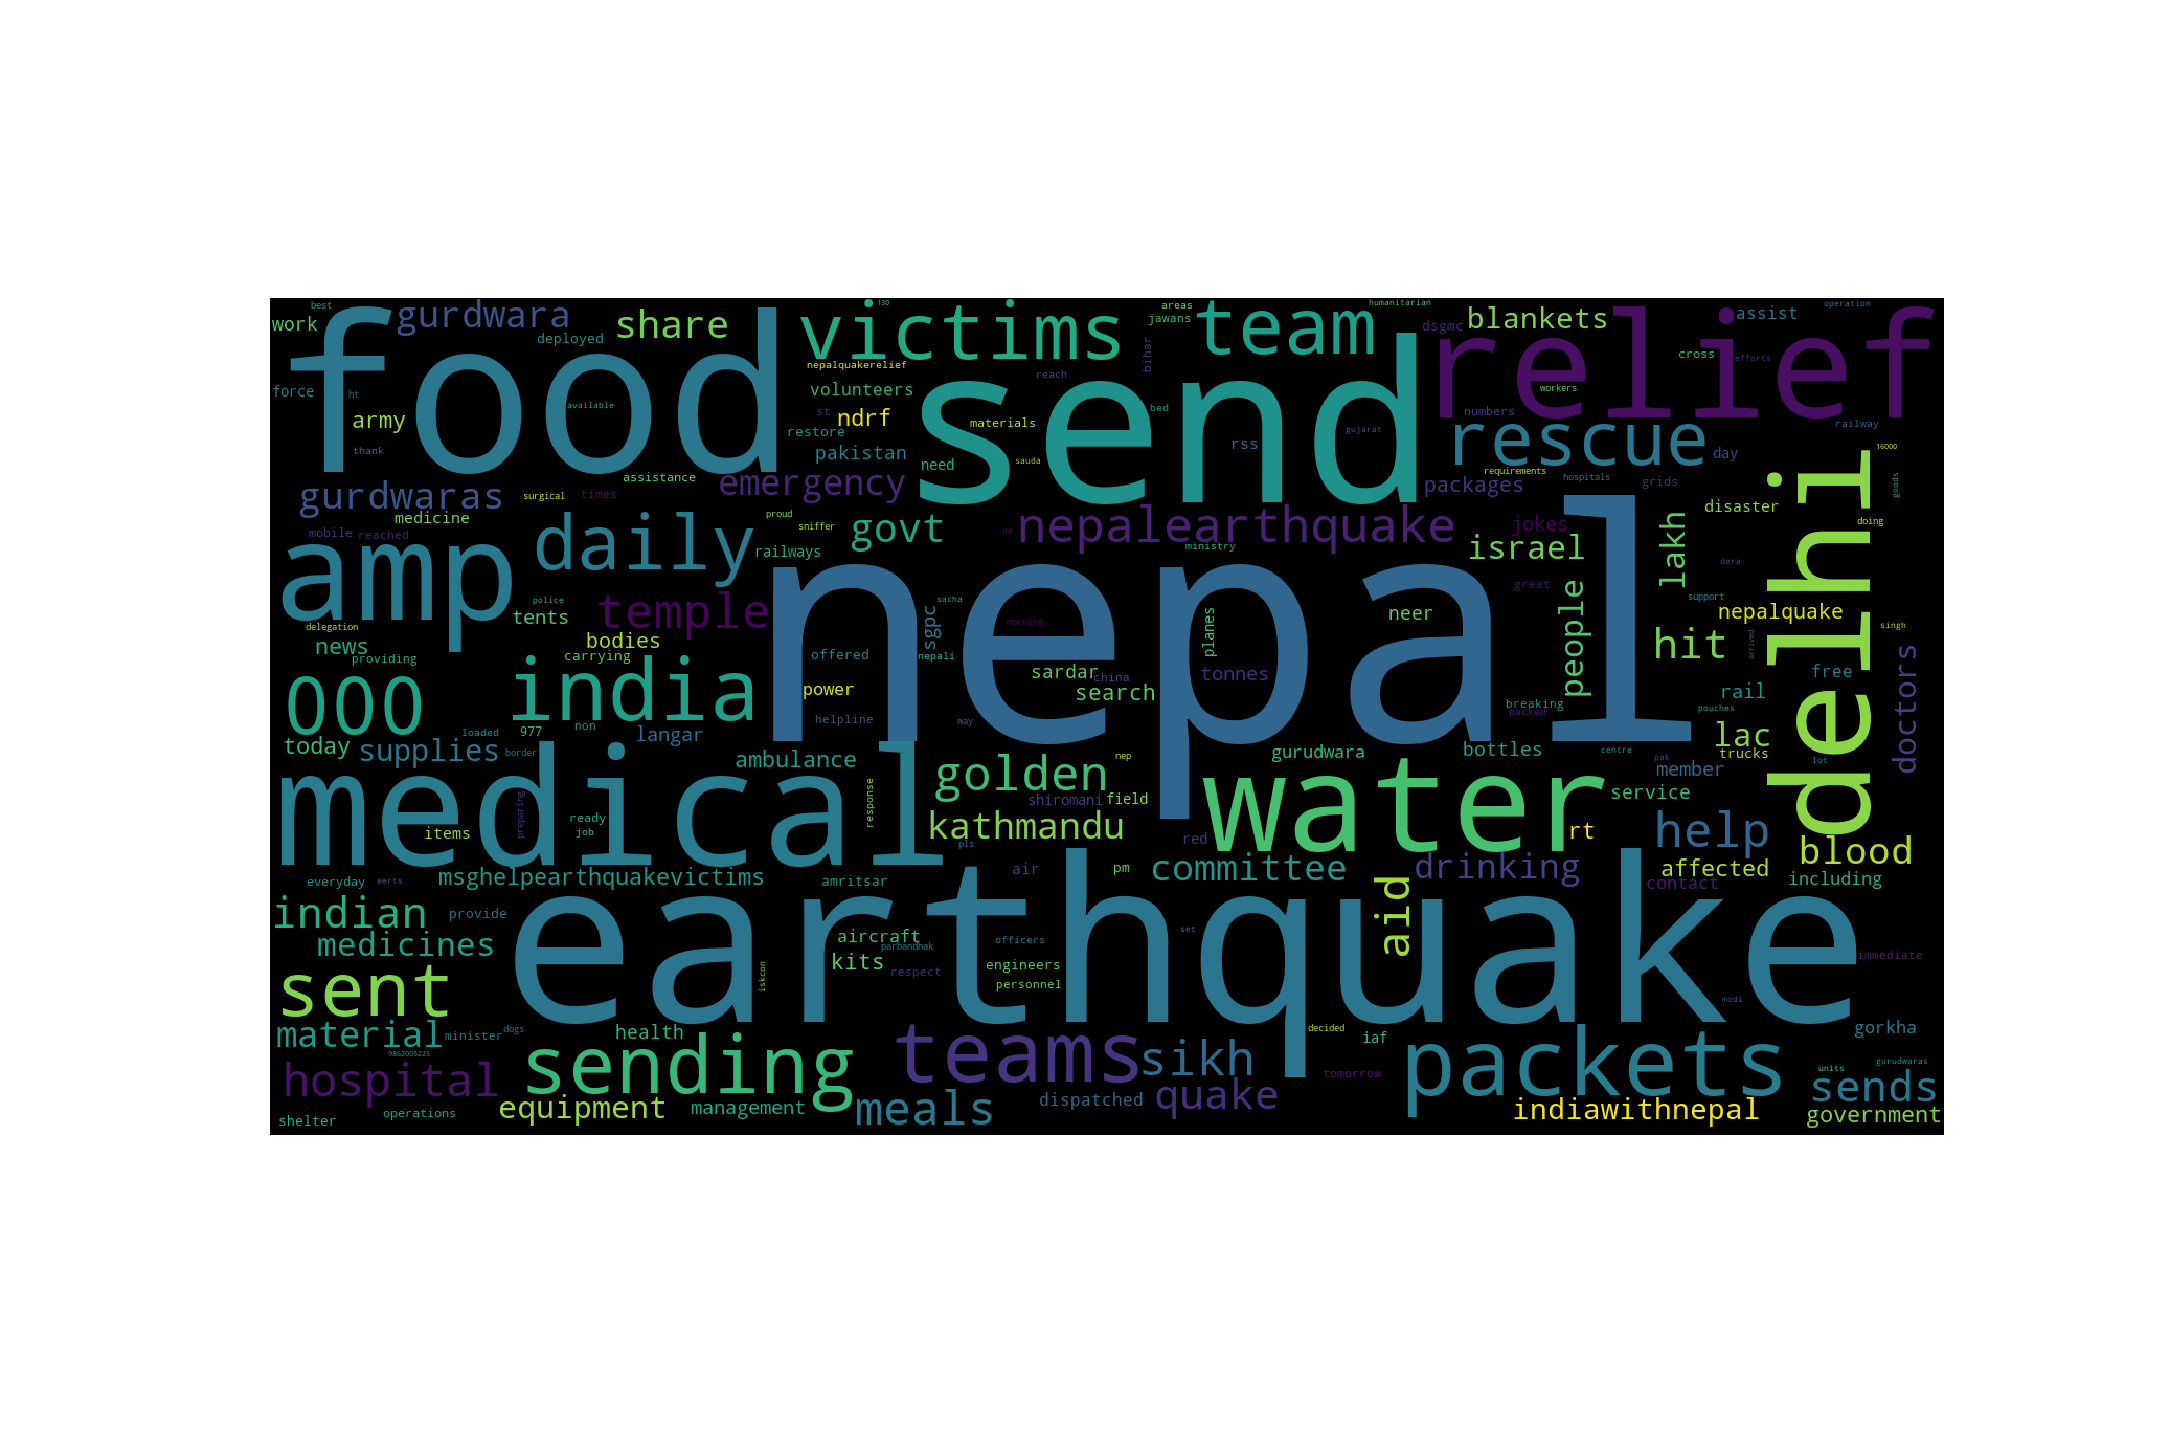 best
work
gurdwara
deployed
share
victims
130
team
areas
jawans
humanitarian
blankets
dsgmc
assist
operation
food
send
relief
cross
efforts
workers
force
ht
available
army
thank
nepalquakerelief
volunteers
st
ndrf
restore
pakistan
reach
bihar
bed
materials
rss
gujarat
numbers
railway
rescue
day
16000
need
sauda
assistance
emergency
requirements
packages
hospitals
grids
goods
delhi
gurdwaras
surgical
times
medicine
mobile
reached
daily
proud
sniffer
railways
govt
nepalearthquake
ministry
jokes
israel
lakh
disaster
doing
amp
police
tents
temple
sacha
sgpc
morning
planes
neer
great
people
dera
support
nepalquake
singh
delegation
news
providing
bodies
carrying
offered
nepali
nepal
hit
arrived
free
doctors
000
india
power
helpline
sardar
china
search
tonnes
way
breaking
packed
rail
pouches
lac
977
non
langar
loaded
today
supplies
border
ambulance
nep
gurudwara
bottles
centre
pak
member
trucks
lot
medical
golden
water
service
preparing
response
shiromani
field
items
ready
job
kathmandu
pls
red
rt
help
blood
everyday
eerts
msghelpearthquakevictims
amritsar
air
pm
committee
drinking
aid
affected
contact
including
indian
provide
earthquake
medicines
aircraft
parbandhak
officers
set
kits
respect
engineers
personnel
iskcon
immediate
sent
modi
material
minister
dogs
health
decided
iaf
gorkha
9862005225
hospital
sending
teams
sikh
tomorrow
packets
units
gurudwaras
sends
shelter
operations
equipment
management
meals
dispatched
quake
indiawithnepal
government